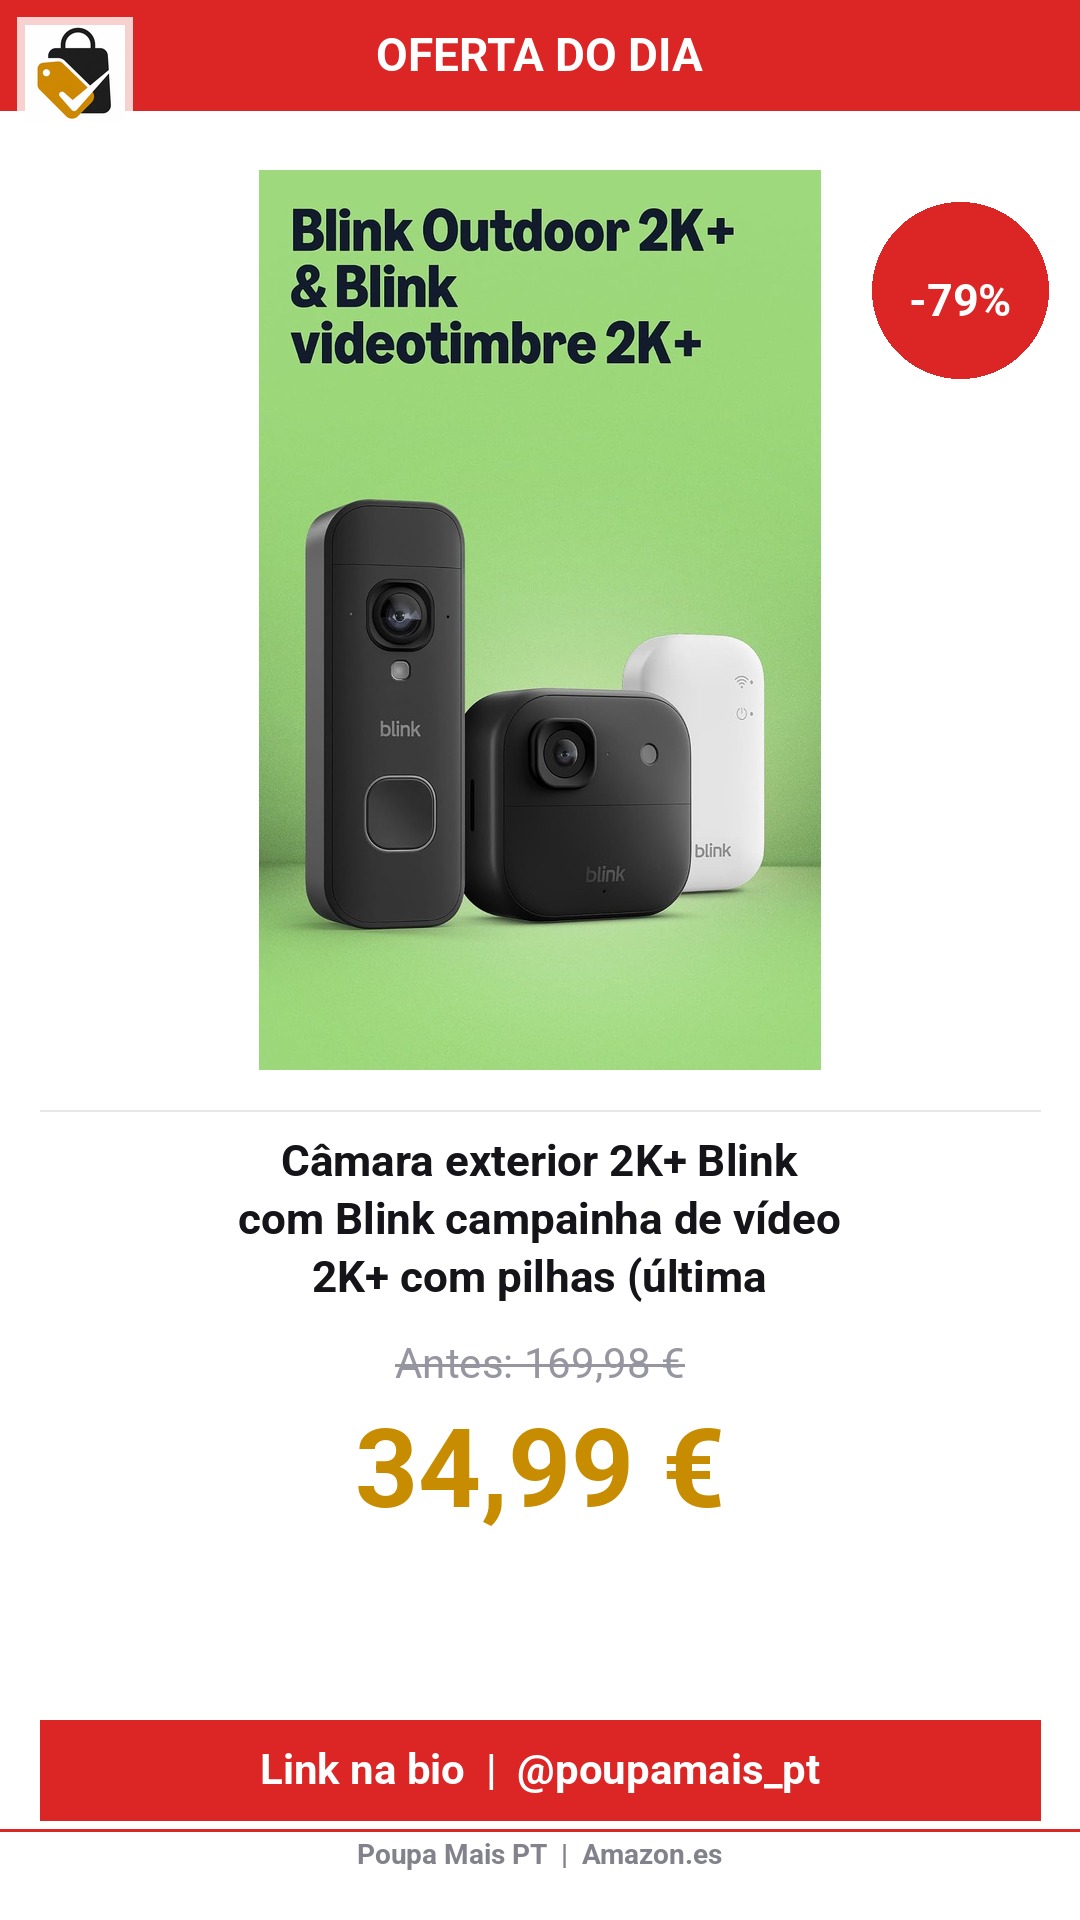 OFERTA DO DIA
Blink Outdoor 2K+
& Blink
videotimbre 2K+
-79%
blink
blink
blink
Câmara exterior 2K+ Blink
com Blink campainha de vídeo
2K+ com pilhas (última
Antes: 169,98 €
34,99 €
Link na bio | @poupamais_pt
Poupa Mais PT | Amazon.es